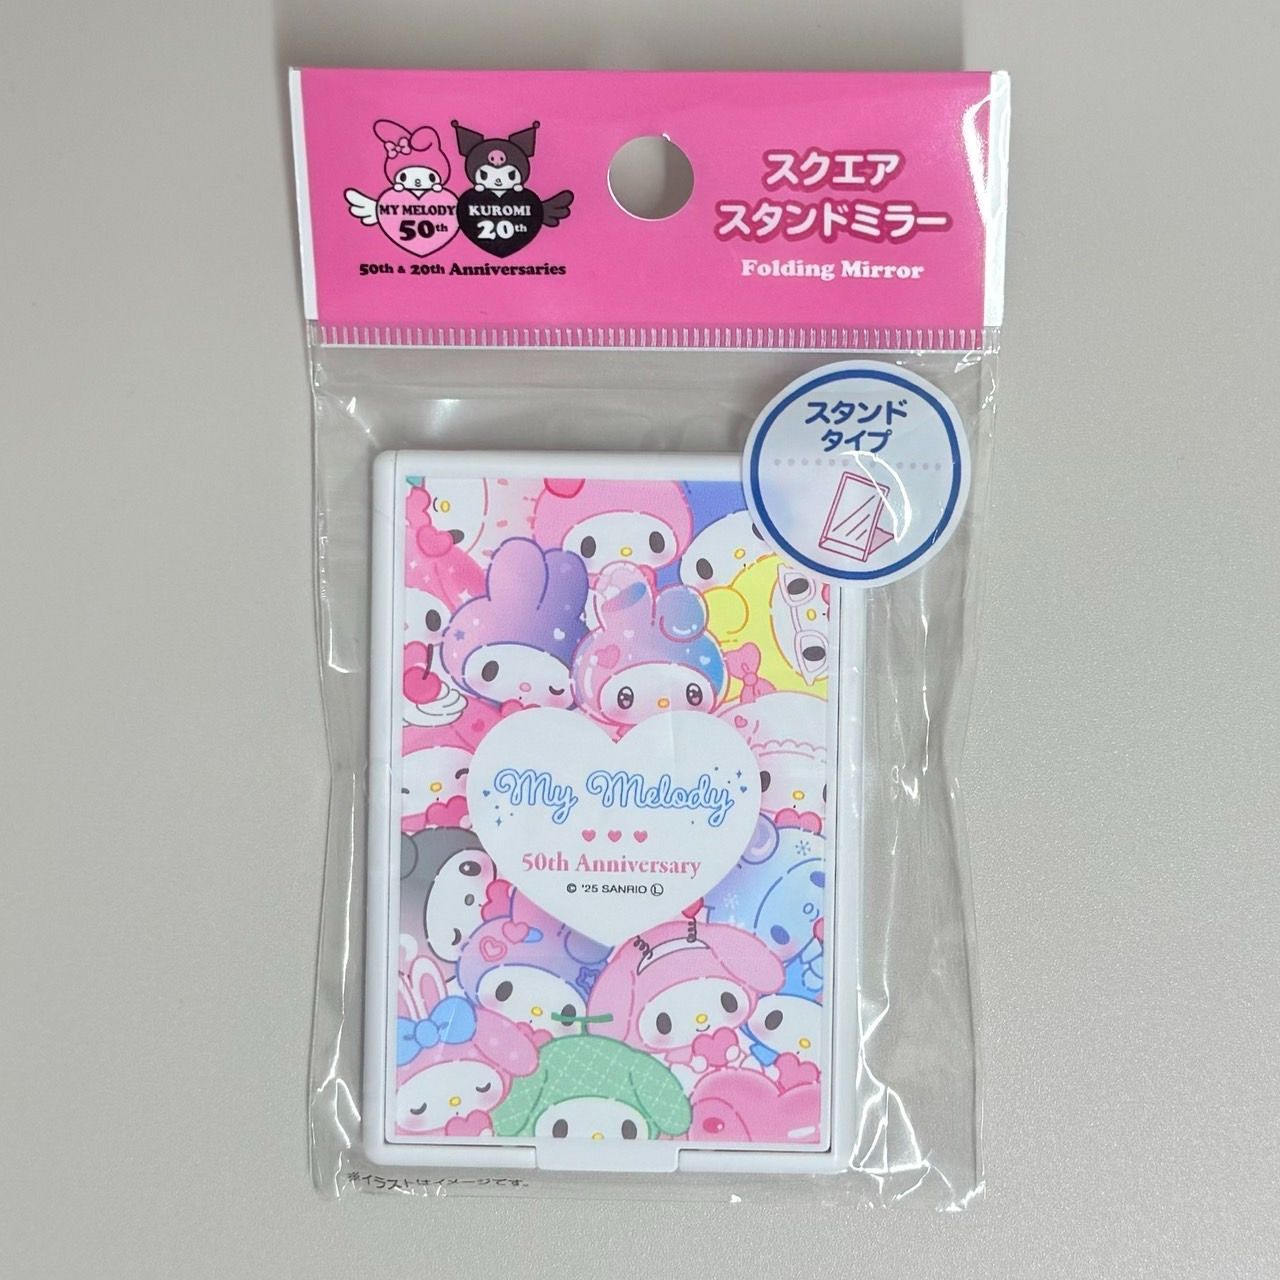 MY MELODY
50th
KUROMI
20th
50th & 20th Anniversaries
スクエア
スタンドミラー
Folding Mirror
スタンド
タイプ
My Melody
50th Anniversary
© '25 SANRIO Ⓛ
※イラストはイメージです。